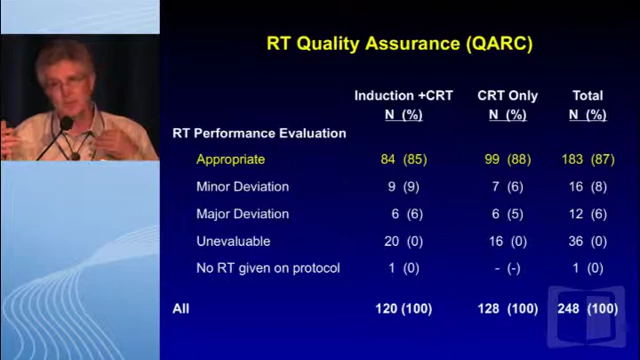 RT Quality Assurance (QARC)
Induction +CRT CRT Only Total
N (%) N (%) N (%)
RT Performance Evaluation
Appropriate 84 (85) 99 (88) 183 (87)
Minor Deviation 9 (9) 7 (6) 16 (8)
Major Deviation 6 (6) 6 (5) 12 (6)
Unevaluable 20 (0) 16 (0) 36 (0)
No RT given on protocol 1 (0) - (-) 1 (0)
All 120 (100) 128 (100) 248 (100)